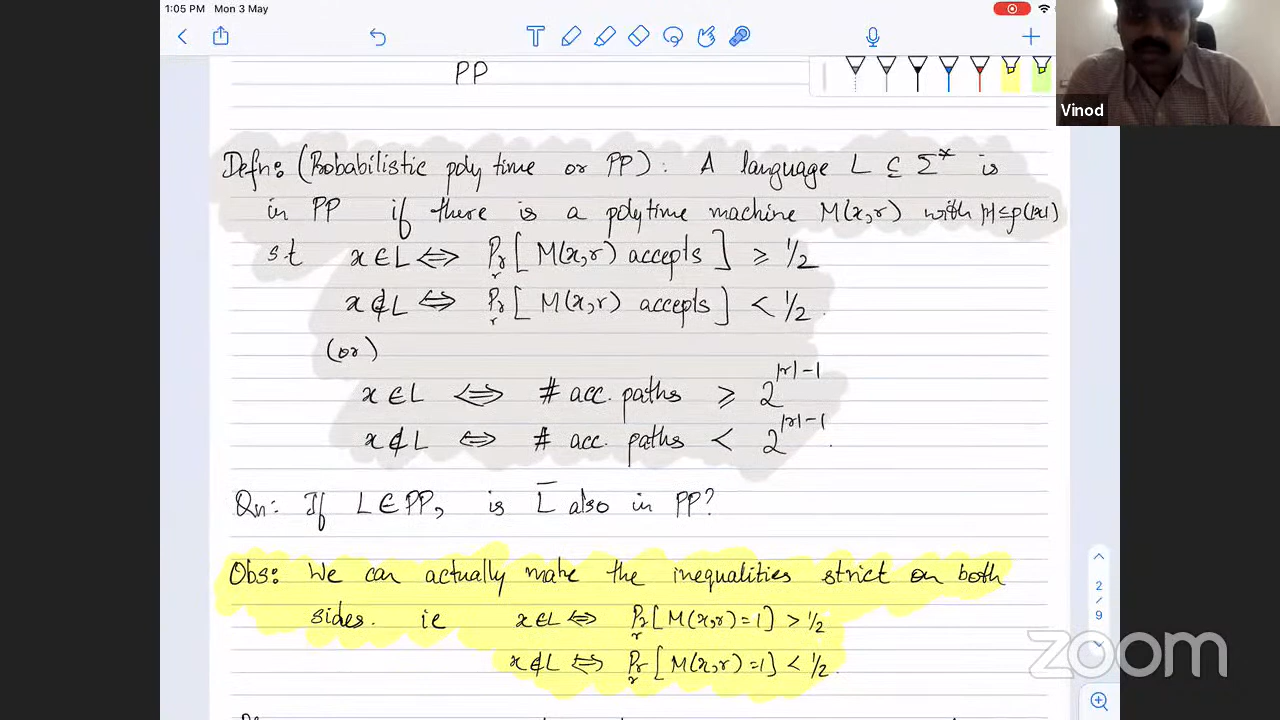 1:05 PM Mon 3 May
PP
Vinod
Defn: (Probabilistic poly time or PP): A language L ⊆ Σ* is
in PP if there is a polytime machine M(x,r) with |r|≤p(|x|)
s.t x∈L ⟺ Pr_r[M(x,r) accepts] ≥ 1/2
x∉L ⟺ Pr_r[M(x,r) accepts] < 1/2.
(or)
x∈L ⟺ # acc. paths ≥ 2^{|r|-1}
x∉L ⟺ # acc. paths < 2^{|r|-1}.
Qn: If L∈PP, is L̄ also in PP?
Obs: We can actually make the inequalities strict on both
sides. ie x∈L ⟺ Pr_r[M(x,r)=1] > 1/2
x∉L ⟺ Pr_r[M(x,r)=1] < 1/2.
2
/
9
zoom